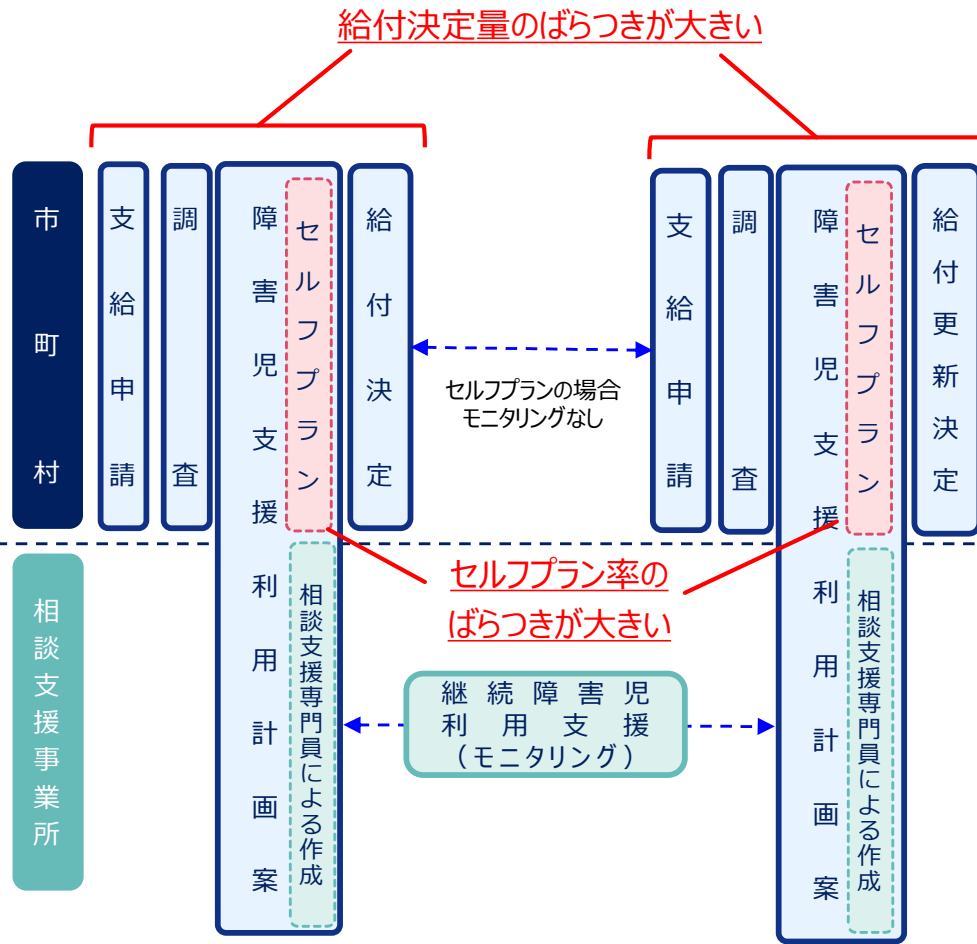 給付決定量のばらつきが大きい
市町村
支給申請
調査
障害児支援利用計画案
セルフプラン
給付決定
セルフプランの場合
モニタリングなし
支給申請
調査
障害児支援利用計画案
セルフプラン
給付更新決定
セルフプラン率の
ばらつきが大きい
相談支援事業所
相談支援専門員による作成
継続障害児
利用支援
(モニタリング)
相談支援専門員による作成